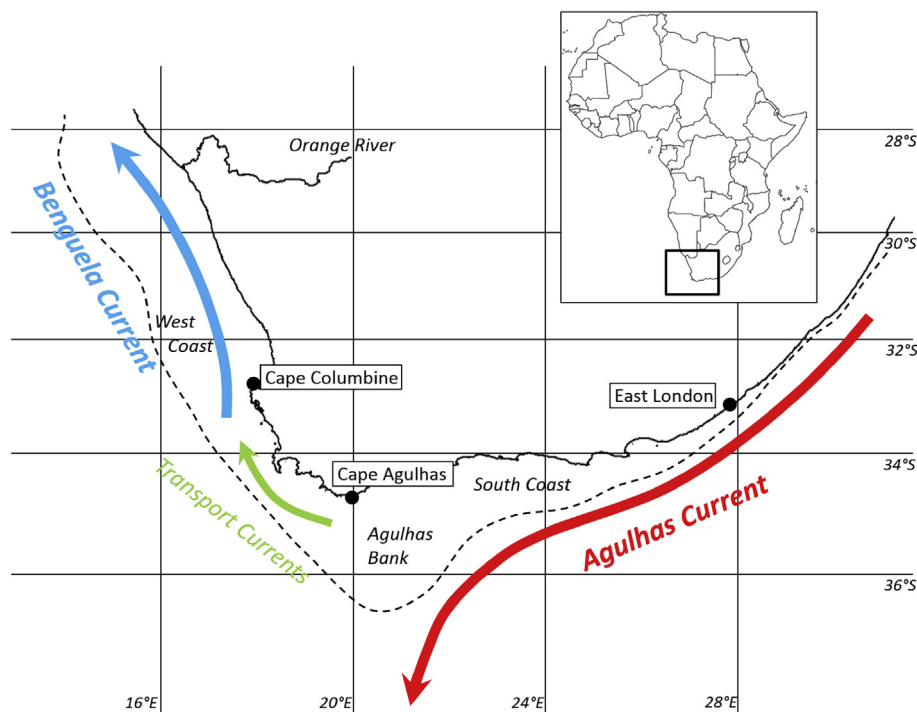 Orange River
28°S
Benguela Current
30°S
West
Coast
32°S
Cape Columbine
East London
34°S
Cape Agulhas
South Coast
Transport Currents
Agulhas
Bank
Agulhas Current
36°S
16°E
20°E
24°E
28°E